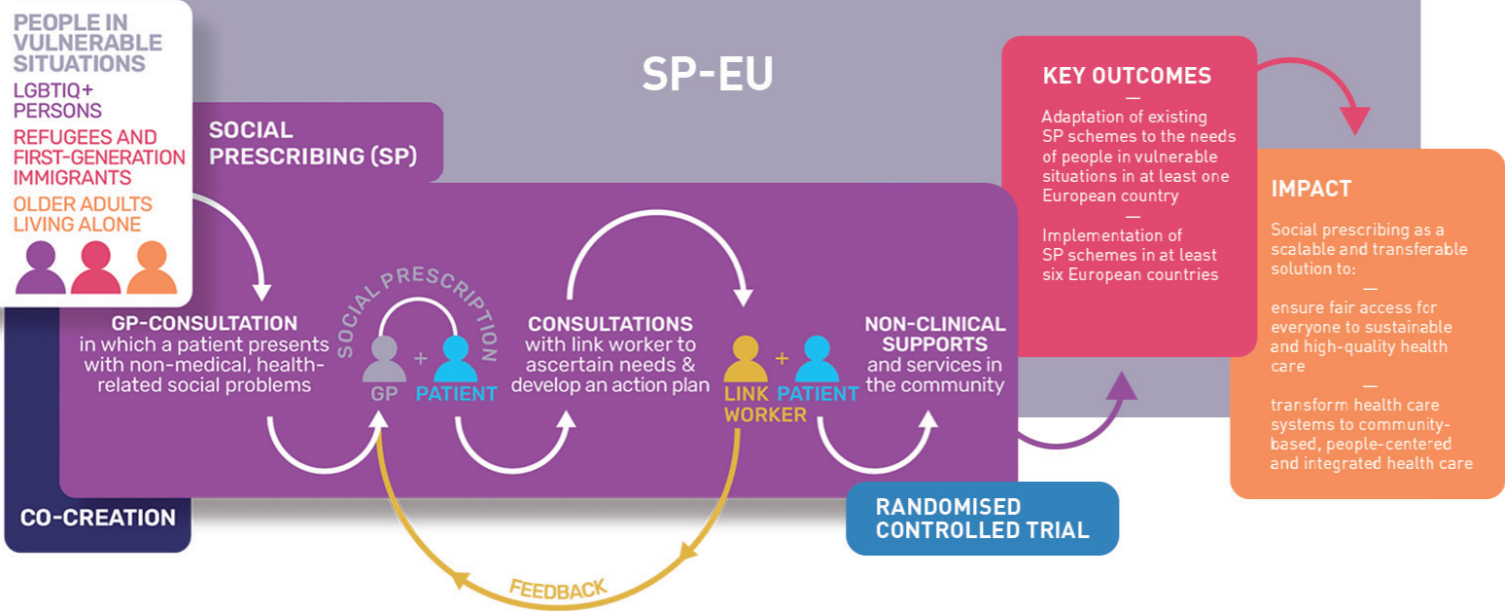 PEOPLE IN
VULNERABLE
SITUATIONS
LGBTIQ+
PERSONS
REFUGEES AND
FIRST-GENERATION
IMMIGRANTS
OLDER ADULTS
LIVING ALONE
SP-EU
SOCIAL
PRESCRIBING (SP)
GP-CONSULTATION
in which a patient presents
with non-medical, health-
related social problems
SOCIAL PRESCRIPTION
GP
+
PATIENT
CONSULTATIONS
with link worker to
ascertain needs &
develop an action plan
LINK
WORKER
+
PATIENT
NON-CLINICAL
SUPPORTS
and services in
the community
FEEDBACK
CO-CREATION
RANDOMISED
CONTROLLED TRIAL
KEY OUTCOMES
—
Adaptation of existing
SP schemes to the needs
of people in vulnerable
situations in at least one
European country
—
Implementation of
SP schemes in at least
six European countries
IMPACT
Social prescribing as a
scalable and transferable
solution to:
—
ensure fair access for
everyone to sustainable
and high-quality health
care
—
transform health care
systems to community-
based, people-centered
and integrated health care